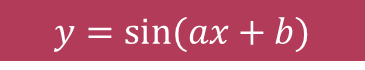 y = sin(ax + b)